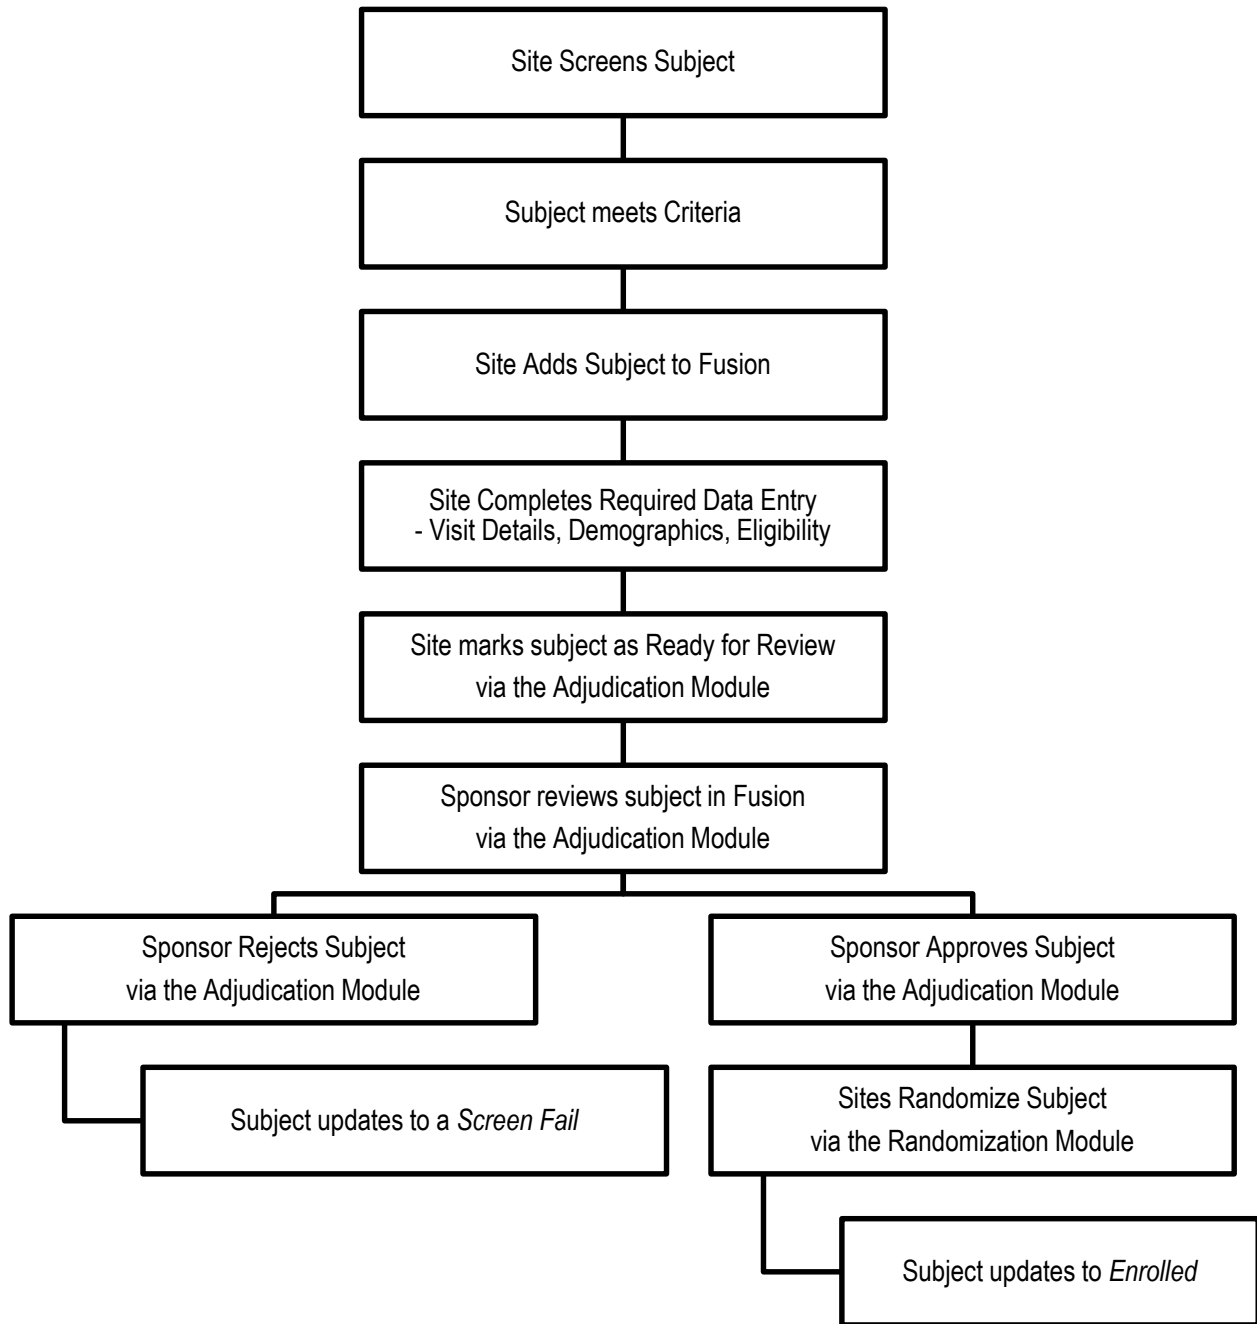 Site Screens Subject
Subject meets Criteria
Site Adds Subject to Fusion
Site Completes Required Data Entry
- Visit Details, Demographics, Eligibility
Site marks subject as Ready for Review
via the Adjudication Module
Sponsor reviews subject in Fusion
via the Adjudication Module
Sponsor Rejects Subject
via the Adjudication Module
Subject updates to a Screen Fail
Sponsor Approves Subject
via the Adjudication Module
Sites Randomize Subject
via the Randomization Module
Subject updates to Enrolled